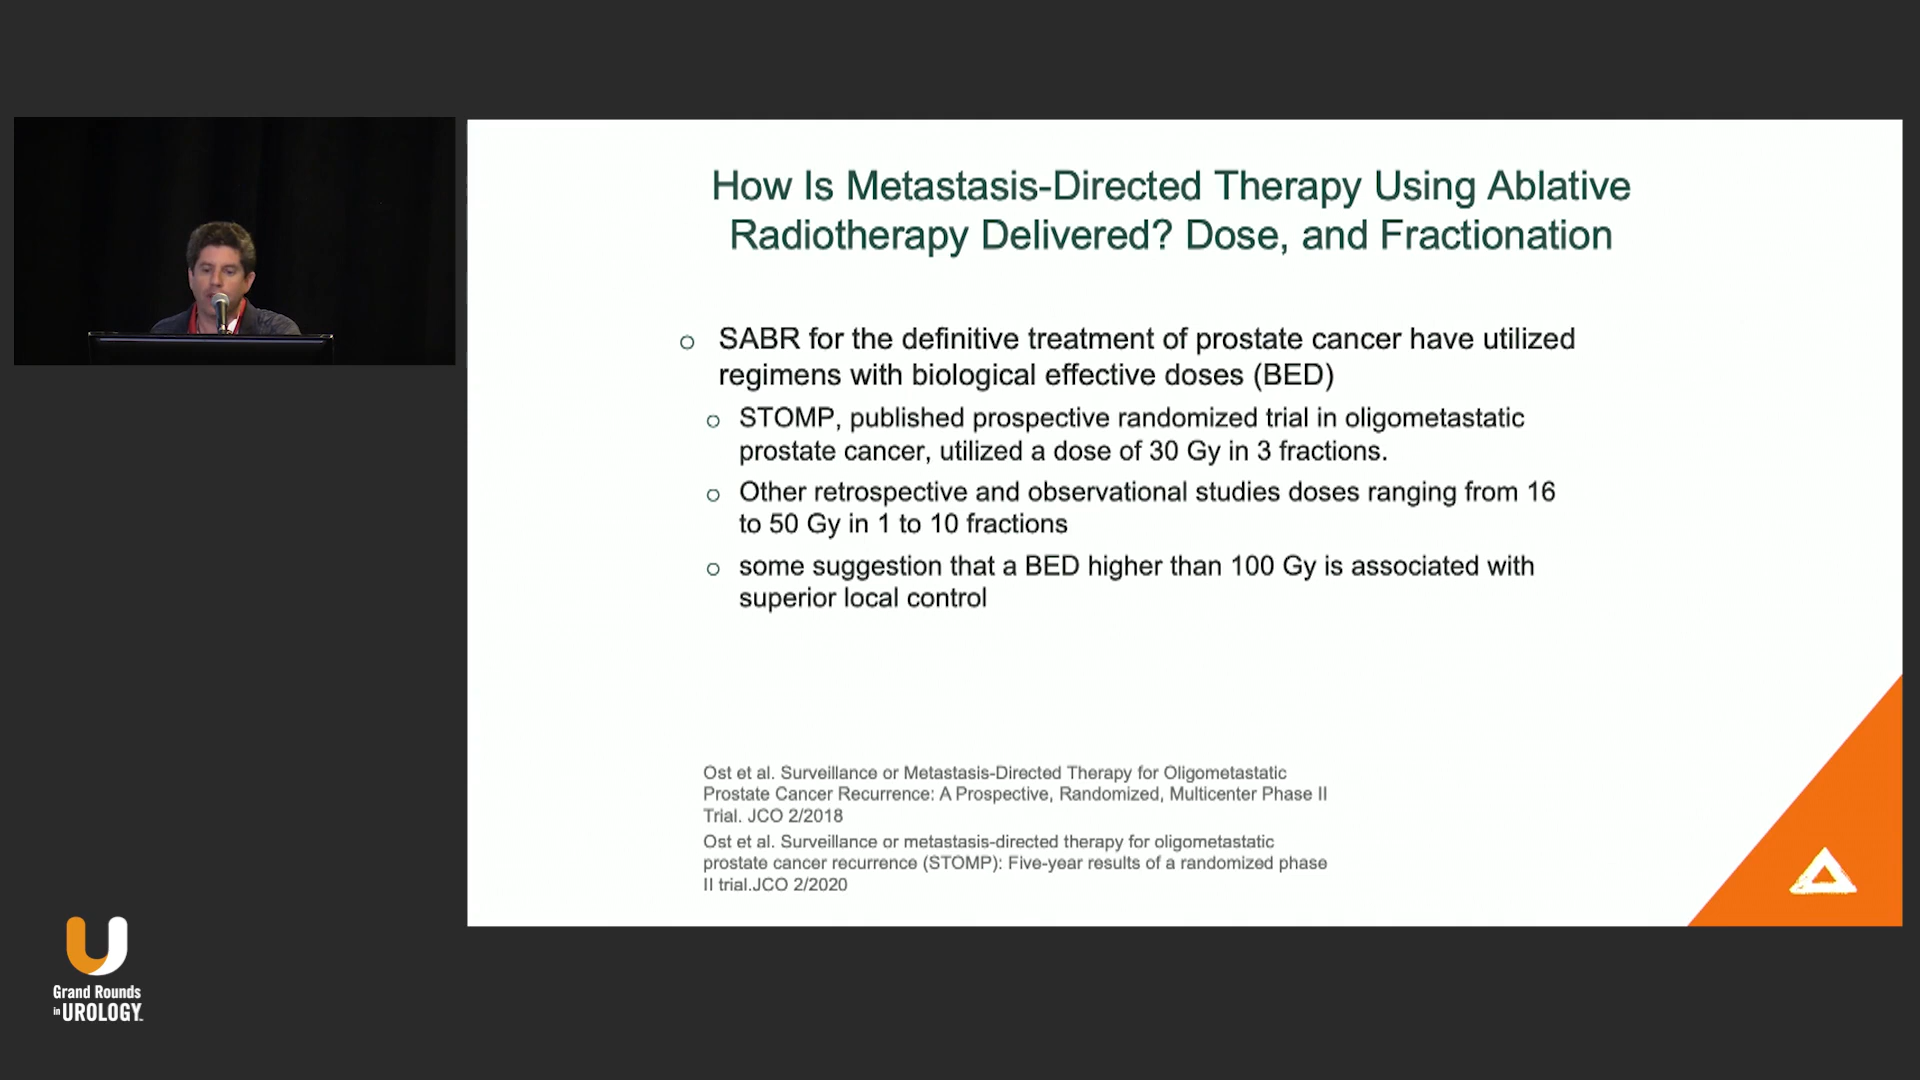 How Is Metastasis-Directed Therapy Using Ablative
Radiotherapy Delivered? Dose, and Fractionation
SABR for the definitive treatment of prostate cancer have utilized
regimens with biological effective doses (BED)
STOMP, published prospective randomized trial in oligometastatic
prostate cancer, utilized a dose of 30 Gy in 3 fractions.
Other retrospective and observational studies doses ranging from 16
to 50 Gy in 1 to 10 fractions
some suggestion that a BED higher than 100 Gy is associated with
superior local control
Ost et al. Surveillance or Metastasis-Directed Therapy for Oligometastatic
Prostate Cancer Recurrence: A Prospective, Randomized, Multicenter Phase II
Trial. JCO 2/2018
Ost et al. Surveillance or metastasis-directed therapy for oligometastatic
prostate cancer recurrence (STOMP): Five-year results of a randomized phase
II trial.JCO 2/2020
Grand Rounds
in UROLOGY